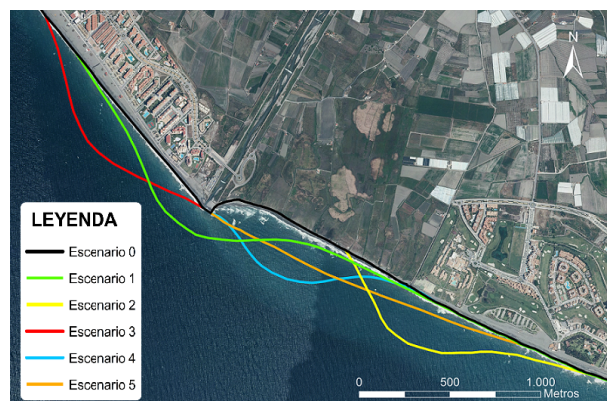 N
LEYENDA
Escenario 0
Escenario 1
Escenario 2
Escenario 3
Escenario 4
Escenario 5
0 500 1.000
Metros